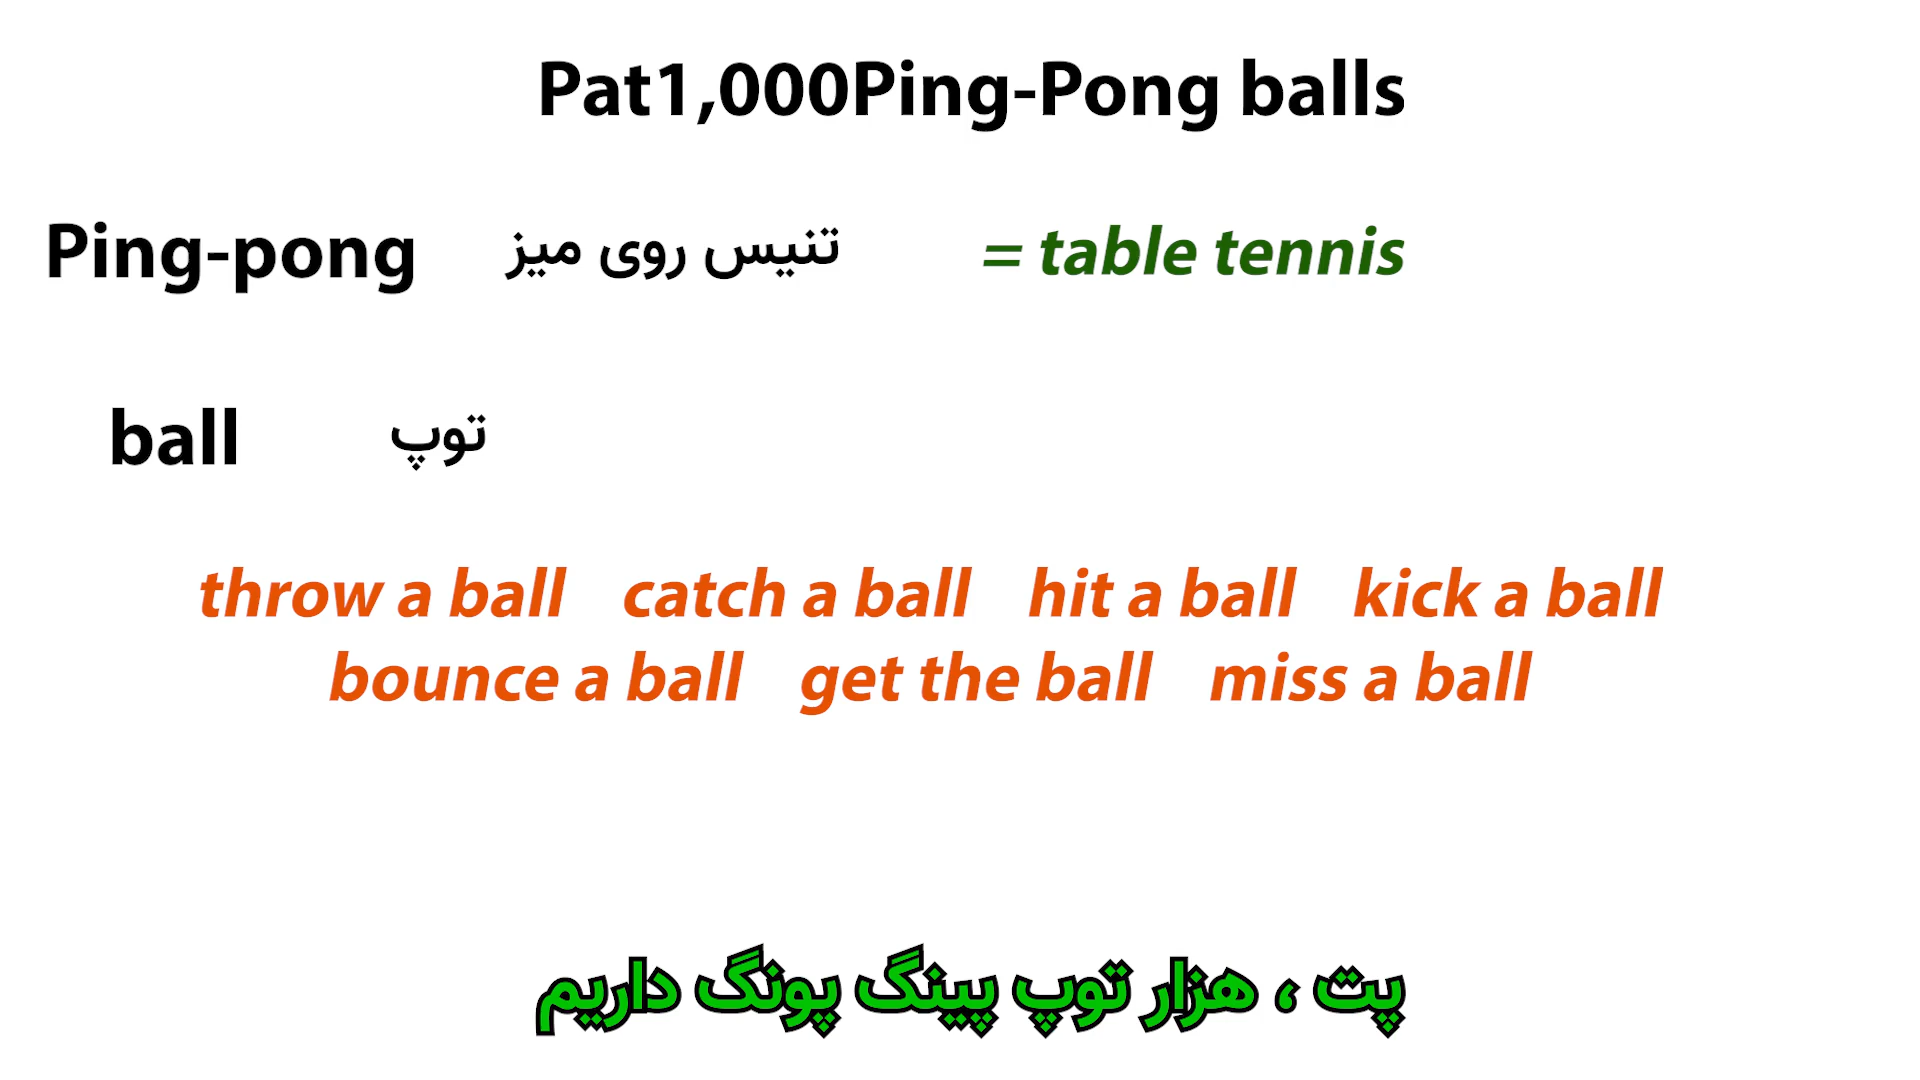 Pat1,000Ping-Pong balls
Ping-pong تنیس روی میز = table tennis
ball توپ
throw a ball catch a ball hit a ball kick a ball
bounce a ball get the ball miss a ball
پت ، هزار توپ پینگ پونگ داریم